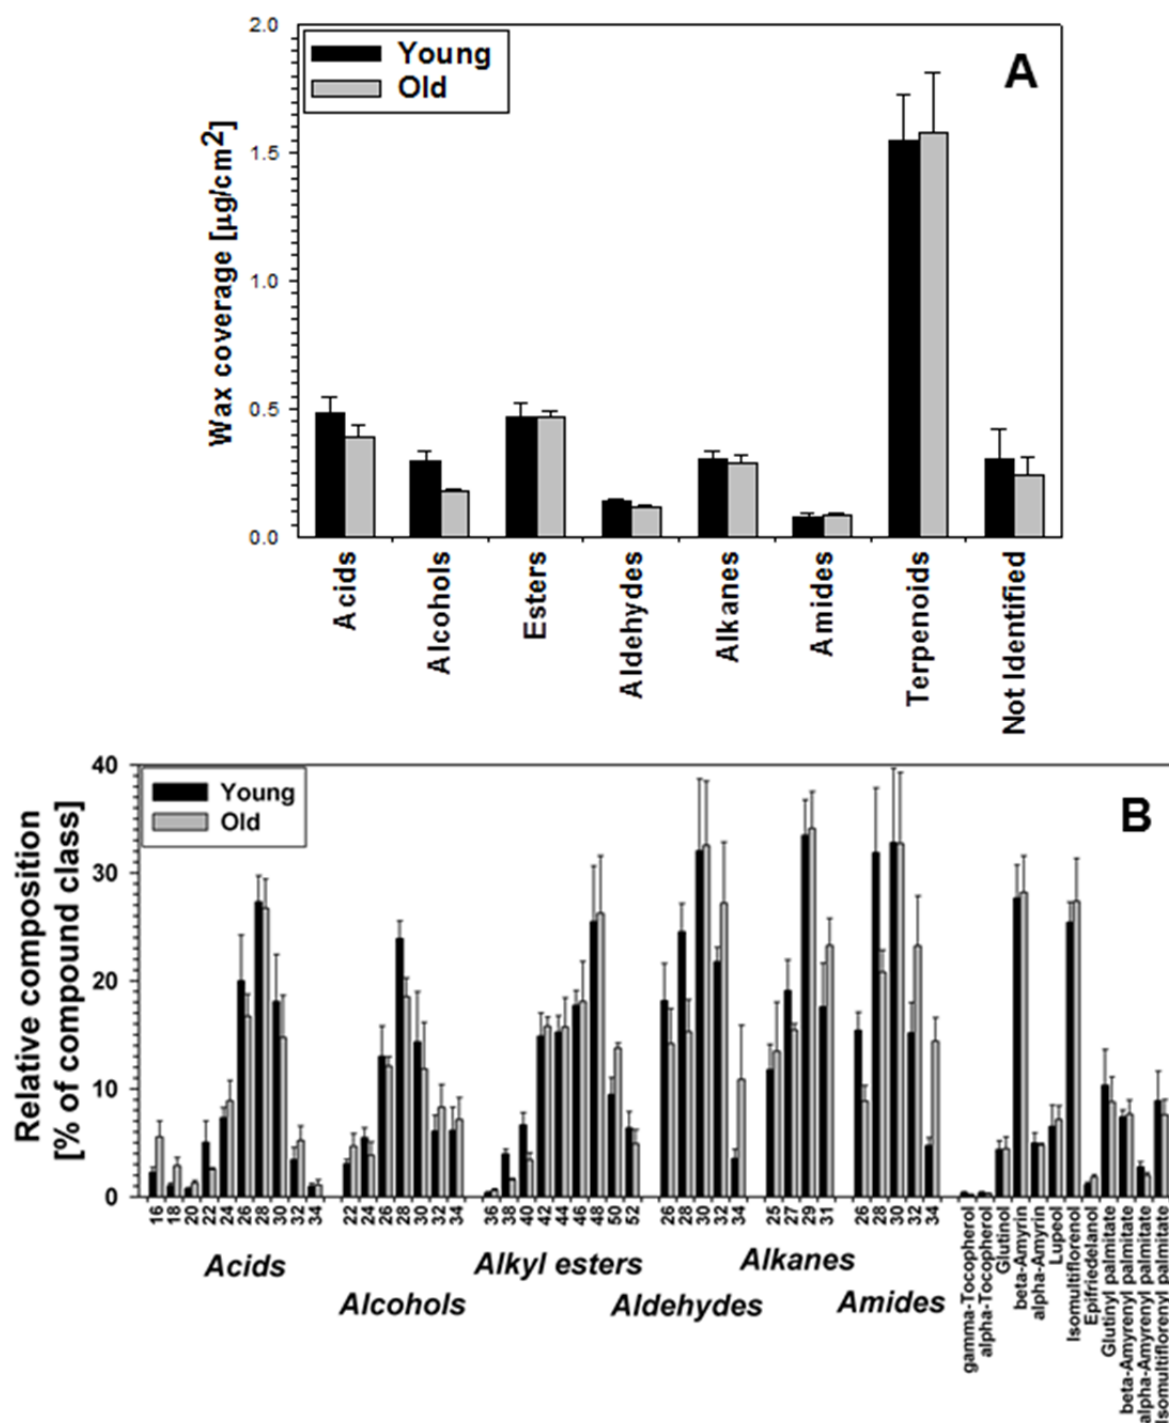 2.0
Young
Old
A
1.5
1.0
0.5
0.0
Wax coverage [µg/cm2]
Acids
Alcohols
Esters
Aldehydes
Alkanes
Amides
Terpenoids
Not Identified
40
Young
Old
B
30
20
10
0
Relative composition
[% of compound class]
16 18 20 22 24 26 28 30 32 34
22 24 26 28 30 32 34
36 38 40 42 44 46 48 50 52
26 28 30 32 34
25 27 29 31
26 28 30 32 34
gamma-Tocopherol
alpha-Tocopherol
Glutinol
beta-Amyrin
alpha-Amyrin
Lupeol
Isomultiflorenol
Epifriedelanol
Glutinyl palmitate
beta-Amyrenyl palmitate
alpha-Amyrenyl palmitate
Isomultiflorenyl palmitate
Acids
Alcohols
Alkyl esters
Aldehydes
Alkanes
Amides